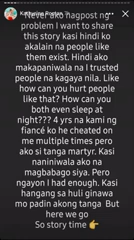 Never ako nagpost ng
problem I want to share
this story kasi hindi ko
akalain na people like
them exist. Hindi ako
makapaniwala na I trusted
people na kagaya nila. Like
how can you hurt people
like that? How can you
both even sleep at
night??? 4 yrs na kami ng
fiancé ko he cheated on
me multiple times pero
ako si tanga martyr. Kasi
naniniwala ako na
magbabago siya. Pero
ngayon I had enough. Kasi
hangang sa huli ginawa
mo padin akong tanga But
here we go
So story time 👉